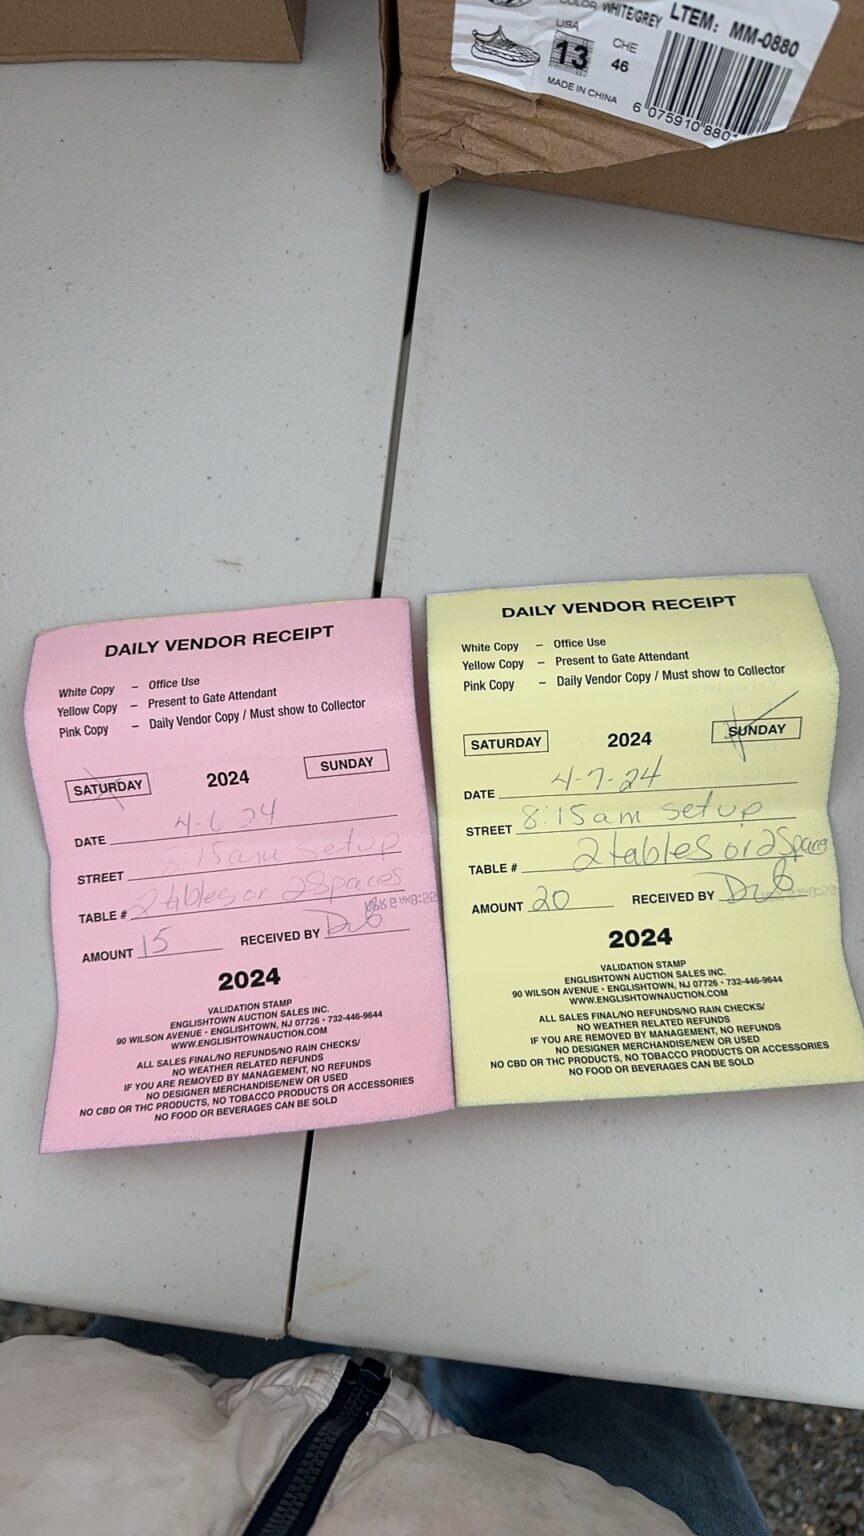 COLOR WHITE/GREY LTEM: MM-0880
USA CHE
13 46
MADE IN CHINA
DAILY VENDOR RECEIPT
White Copy – Office Use
Yellow Copy – Present to Gate Attendant
Pink Copy – Daily Vendor Copy / Must show to Collector
SATURDAY 2024 SUNDAY
DATE 4-6 24
STREET 8:15am setup
TABLE # 2 tables or 2 Spaces
AMOUNT 15 RECEIVED BY
2024
VALIDATION STAMP
ENGLISHTOWN AUCTION SALES INC.
90 WILSON AVENUE • ENGLISHTOWN, NJ 07726 • 732-446-9644
WWW.ENGLISHTOWNAUCTION.COM
ALL SALES FINAL/NO REFUNDS/NO RAIN CHECKS/
NO WEATHER RELATED REFUNDS
IF YOU ARE REMOVED BY MANAGEMENT, NO REFUNDS
NO DESIGNER MERCHANDISE/NEW OR USED
NO CBD OR THC PRODUCTS, NO TOBACCO PRODUCTS OR ACCESSORIES
NO FOOD OR BEVERAGES CAN BE SOLD
DAILY VENDOR RECEIPT
White Copy – Office Use
Yellow Copy – Present to Gate Attendant
Pink Copy – Daily Vendor Copy / Must show to Collector
SATURDAY 2024 SUNDAY
DATE 4-7-24
STREET 8:15am setup
TABLE # 2 tables or 2 Spaces
AMOUNT 20 RECEIVED BY
2024
VALIDATION STAMP
ENGLISHTOWN AUCTION SALES INC.
90 WILSON AVENUE • ENGLISHTOWN, NJ 07726 • 732-446-9644
WWW.ENGLISHTOWNAUCTION.COM
ALL SALES FINAL/NO REFUNDS/NO RAIN CHECKS/
NO WEATHER RELATED REFUNDS
IF YOU ARE REMOVED BY MANAGEMENT, NO REFUNDS
NO DESIGNER MERCHANDISE/NEW OR USED
NO CBD OR THC PRODUCTS, NO TOBACCO PRODUCTS OR ACCESSORIES
NO FOOD OR BEVERAGES CAN BE SOLD